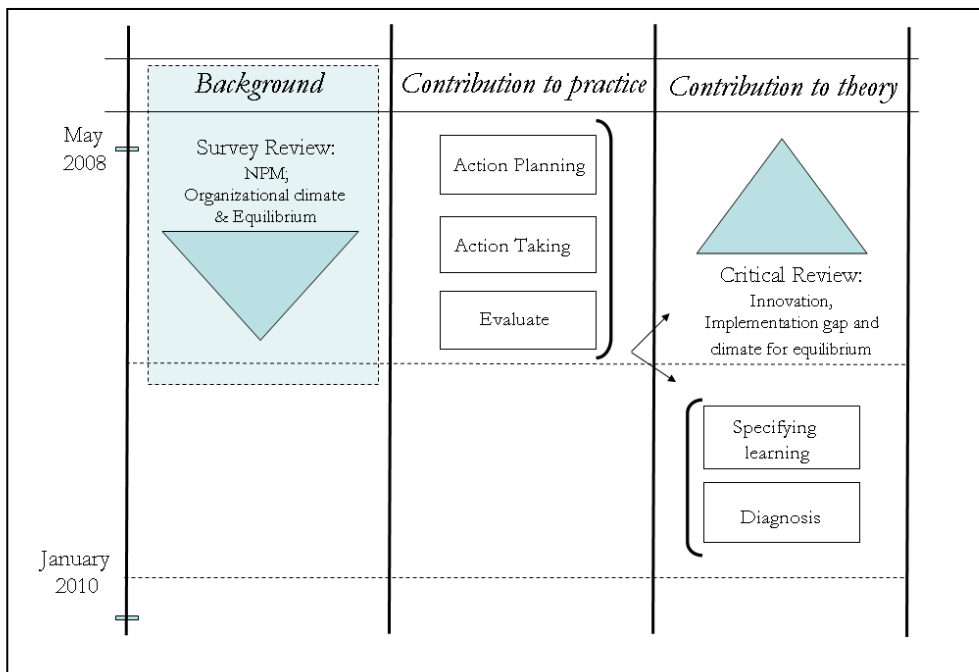 Background
Contribution to practice
Contribution to theory
May
2008
Survey Review:
NPM;
Organizational climate
& Equilibrium
Action Planning
Action Taking
Evaluate
Critical Review:
Innovation,
Implementation gap and
climate for equilibrium
Specifying
learning
Diagnosis
January
2010